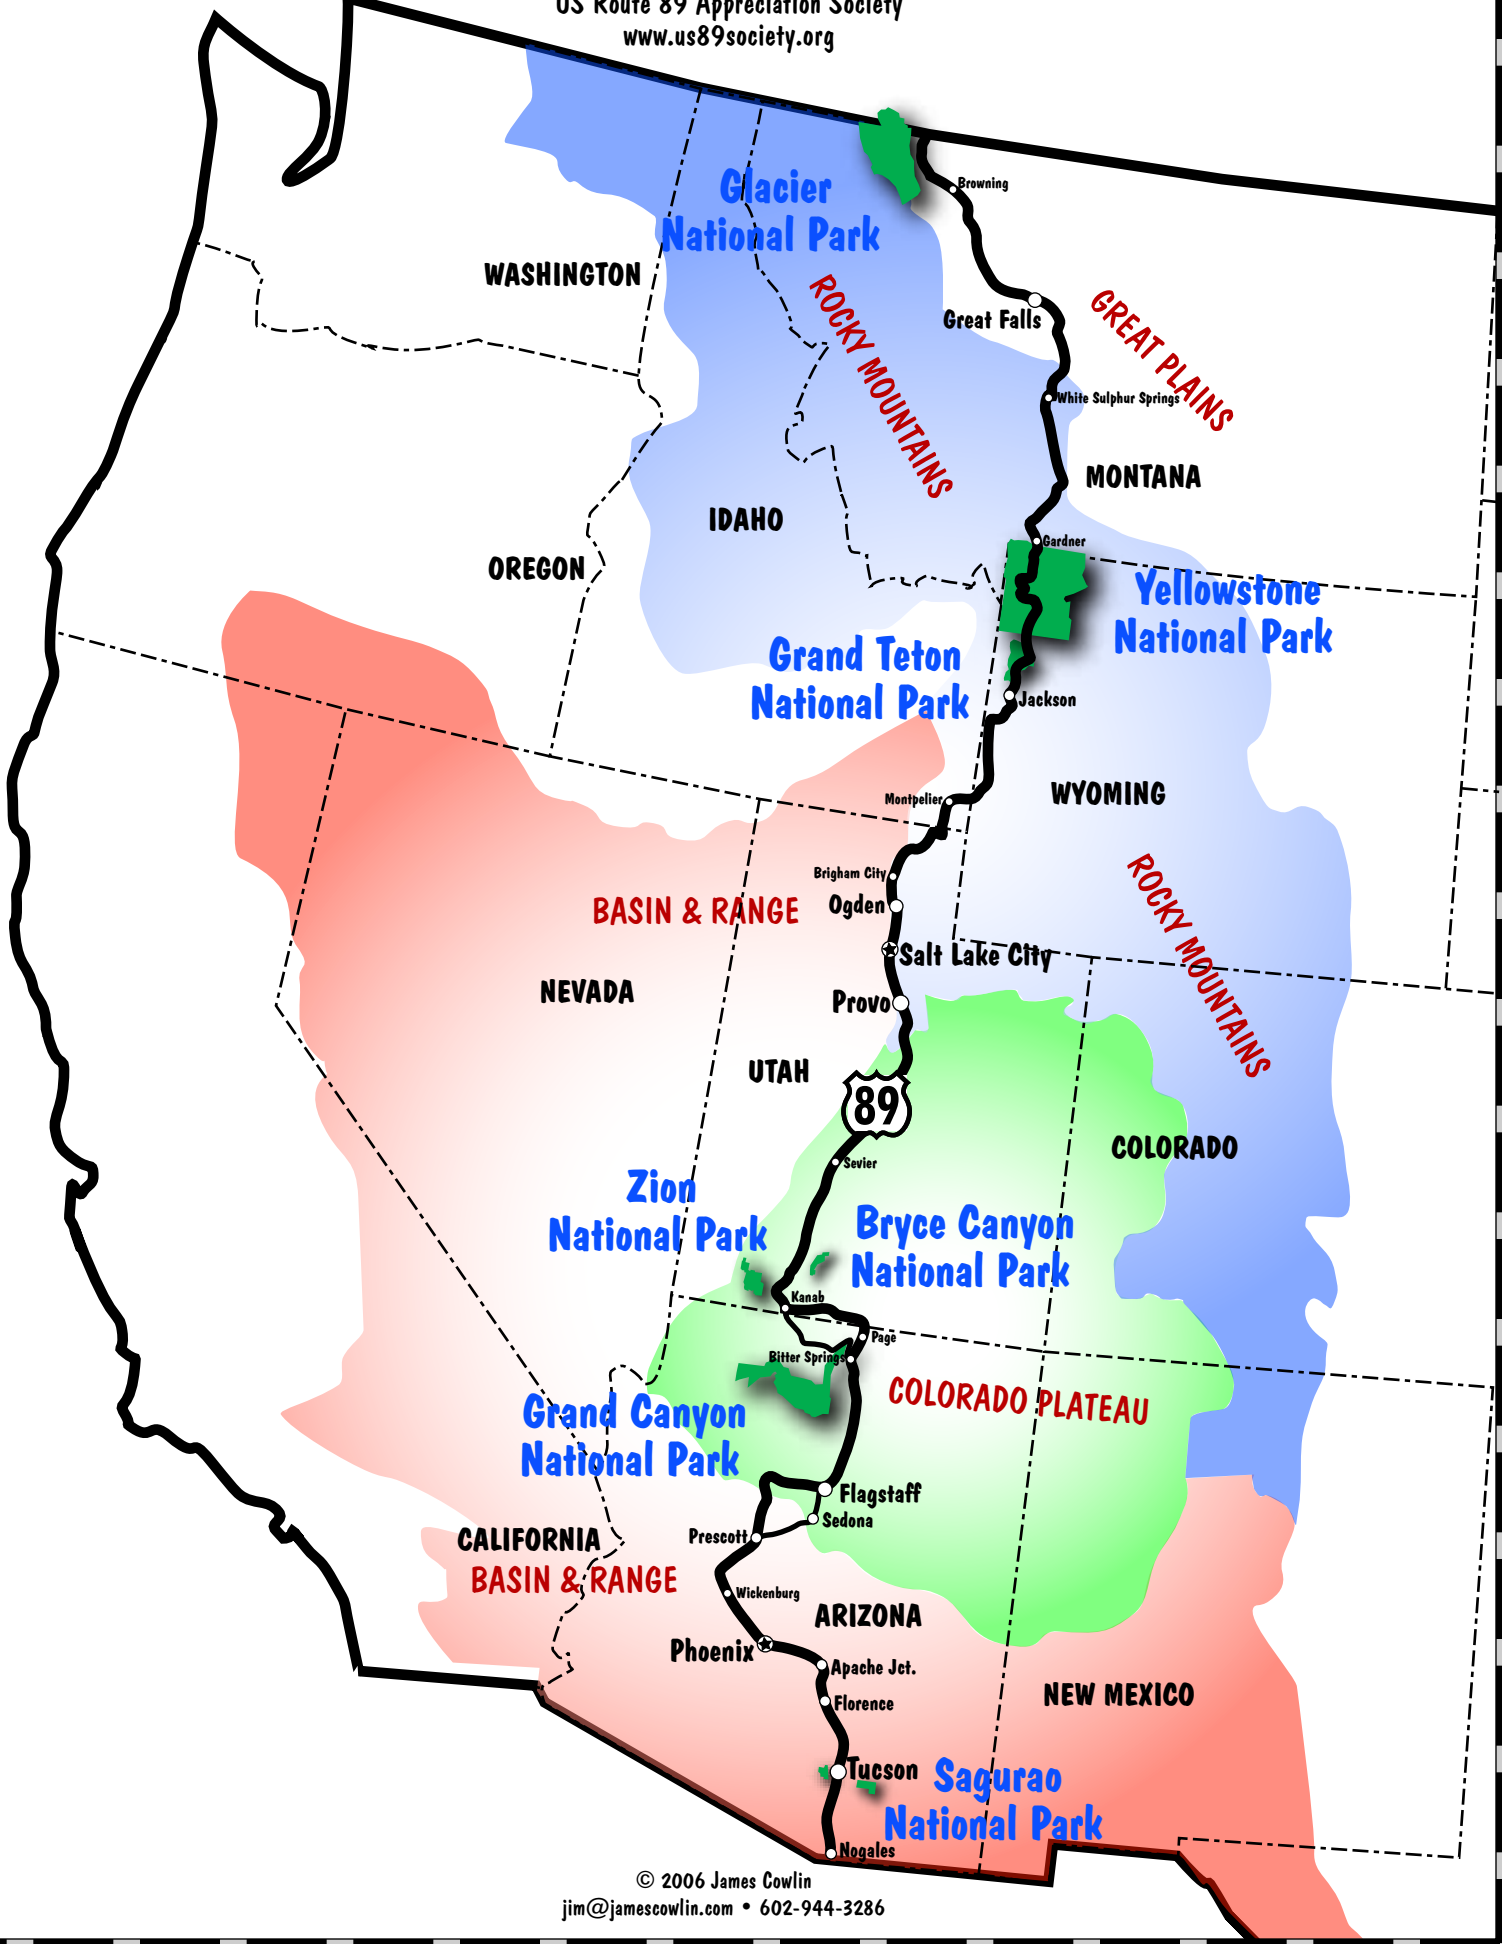 US Route 89 Appreciation Society
www.us89society.org
Browning
Glacier
National Park
WASHINGTON
ROCKY MOUNTAINS
Great Falls
GREAT PLAINS
White Sulphur Springs
MONTANA
IDAHO
Gardner
OREGON
Yellowstone
National Park
Grand Teton
National Park
Jackson
WYOMING
Montpelier
Brigham City
Ogden
BASIN & RANGE
ROCKY MOUNTAINS
Salt Lake City
NEVADA
Provo
UTAH
89
COLORADO
Sevier
Zion
National Park
Bryce Canyon
National Park
Kanab
Page
Bitter Springs
COLORADO PLATEAU
Grand Canyon
National Park
Flagstaff
Sedona
Prescott
CALIFORNIA
BASIN & RANGE
Wickenburg
ARIZONA
Phoenix
Apache Jct.
NEW MEXICO
Florence
Tucson
Sagurao
National Park
Nogales
© 2006 James Cowlin
jim@jamescowlin.com • 602-944-3286